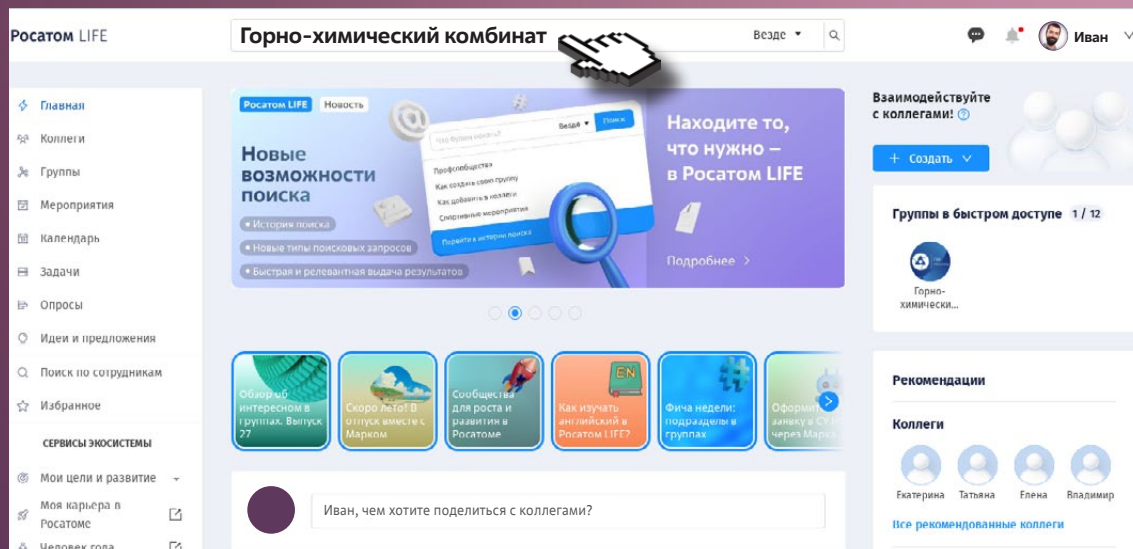 Росатом LIFE
Горно-химический комбинат
Везде
Иван
Главная
Коллеги
Группы
Мероприятия
Календарь
Задачи
Опросы
Идеи и предложения
Поиск по сотрудникам
Избранное
СЕРВИСЫ ЭКОСИСТЕМЫ
Мои цели и развитие
Моя карьера в
Росатоме
Человек года
Росатом LIFE Новость
Новые
возможности
поиска
• История поиска
• Новые типы поисковых запросов
• Быстрая и релевантная выдача результатов
Везде Поиск
Профсообщества
Как создать свою группу
Как добавить в коллеги
Спортивные мероприятия
Перейти к истории поиска
Находите то,
что нужно –
в Росатом LIFE
Подробнее >
Обзор об
интересном в
группах. Выпуск
27
Скоро лето! В
отпуск вместе с
Марком
Сообщества
для роста и
развития в
Росатоме
EN
Как изучать
английский в
Росатом LIFE?
Фича недели:
подразделы в
группах
заявку в
через Марка
Иван, чем хотите поделиться с коллегами?
Взаимодействуйте
с коллегами!
+ Создать
Группы в быстром доступе 1 / 12
Горно-
химически...
Рекомендации
Коллеги
Екатерина Татьяна Елена Владимир
Все рекомендованные коллеги